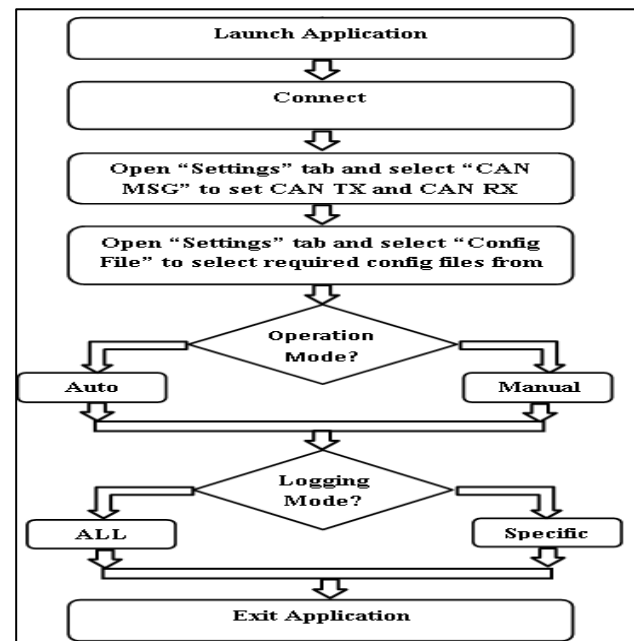 Launch Application
Connect
Open “Settings” tab and select “CAN
MSG” to set CAN TX and CAN RX
Open “Settings” tab and select “Config
File” to select required config files from
Operation
Mode?
Auto
Manual
Logging
Mode?
ALL
Specific
Exit Application